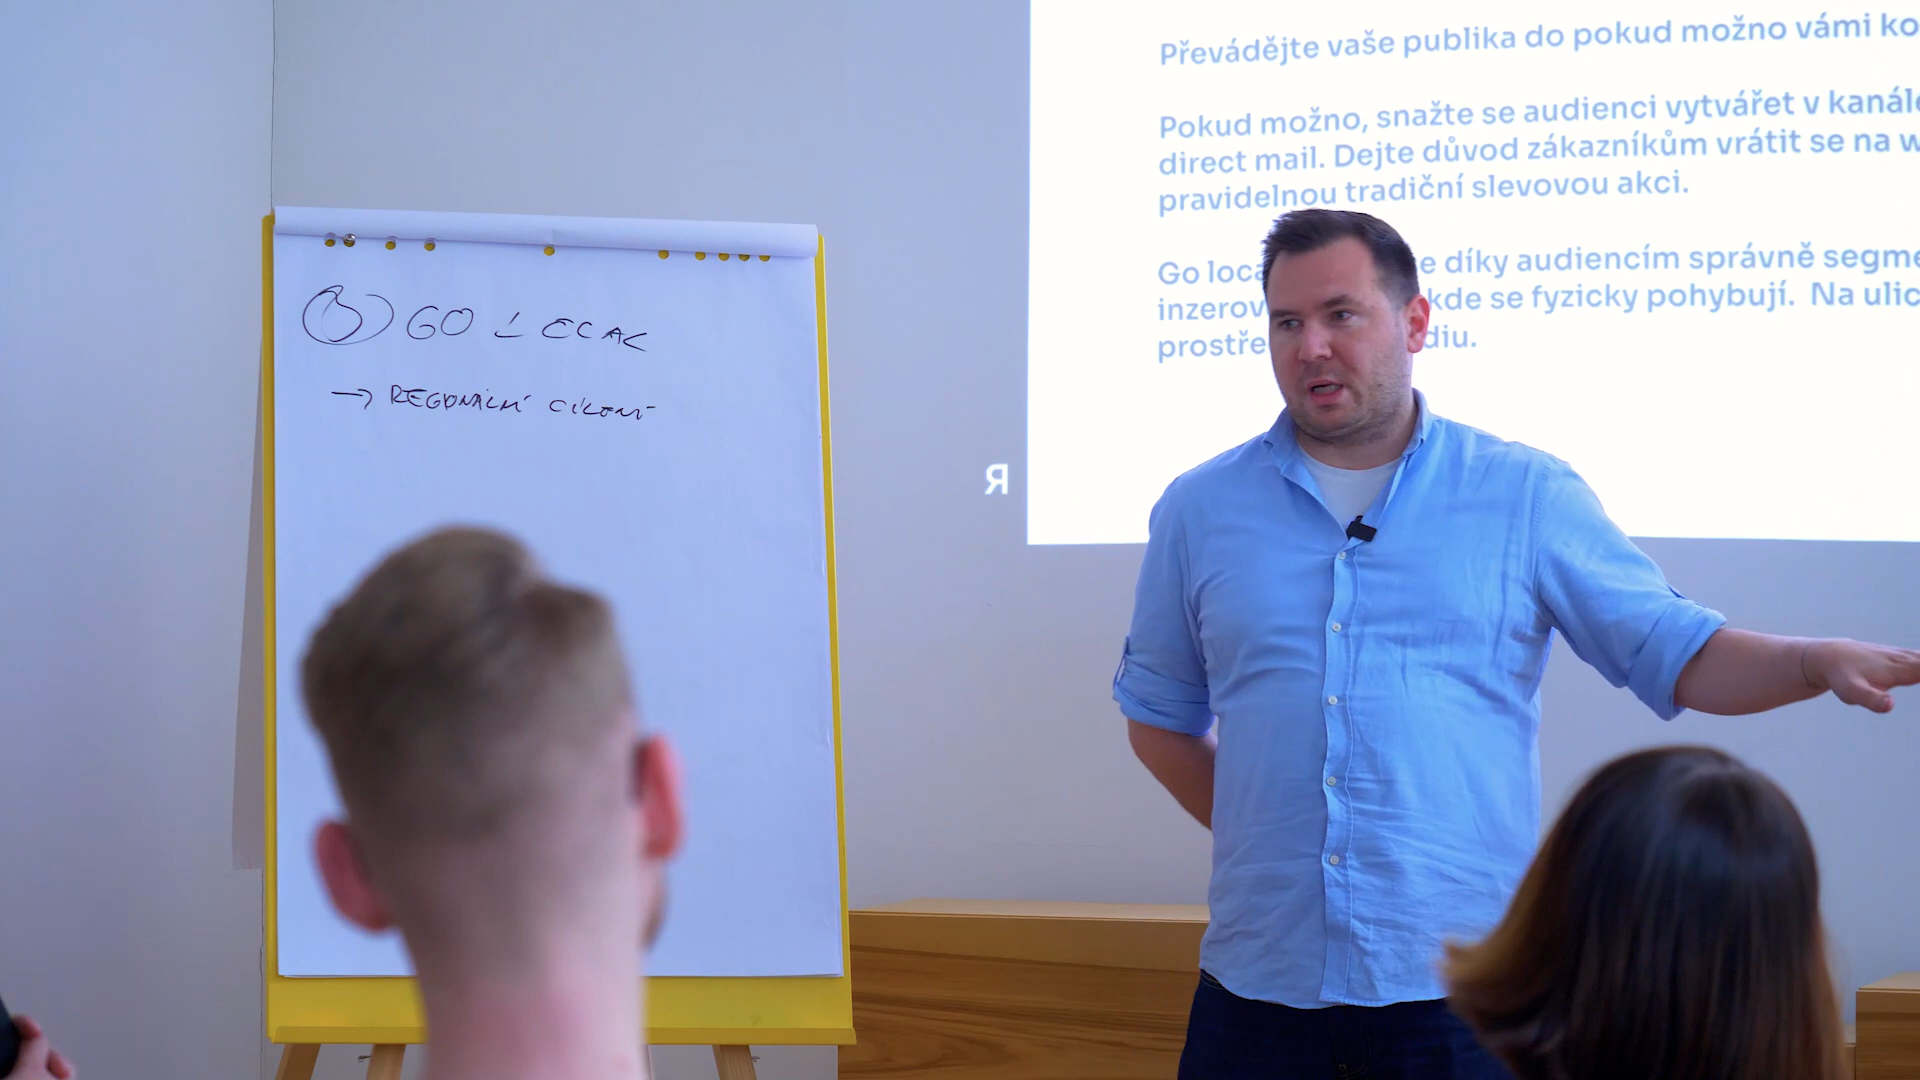 GO LOCAL
→ REGIONÁLNÍ CÍLENÍ
Převádějte vaše publika do pokud možno vámi ko
Pokud možno, snažte se audienci vytvářet v kanále
direct mail. Dejte důvod zákazníkům vrátit se na w
pravidelnou tradiční slevovou akci.
Go loca e díky audiencím správně segme
inzerov kde se fyzicky pohybují. Na ulic
prostře diu.
Я